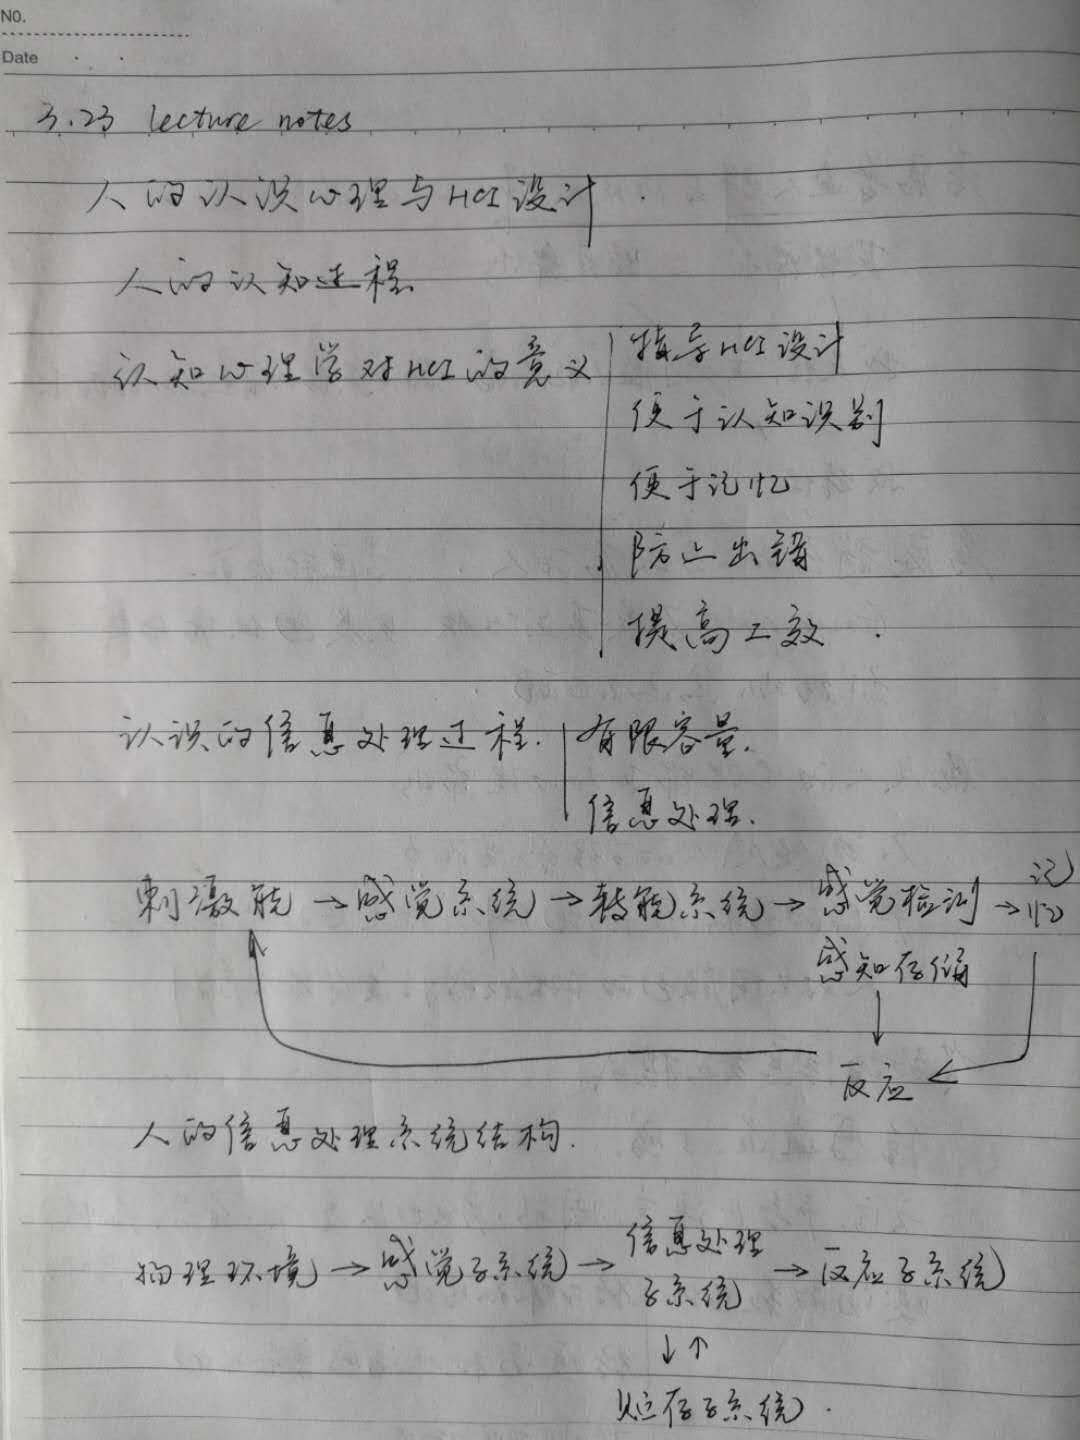 NO.
Date
3.23 lecture notes
人的认识心理与HCI设计
人的认知过程.
认知心理学对HCI的意义
指导HCI设计
便于认知识别
便于记忆
防止出错
提高工效.
认识的信息处理过程.
有限容量.
信息处理.
刺激能→感觉系统→转能系统→感觉检测→记忆
感知存储
↓
反应
人的信息处理系统结构.
物理环境→感觉子系统→信息处理子系统→反应子系统
↓↑
贮存子系统.